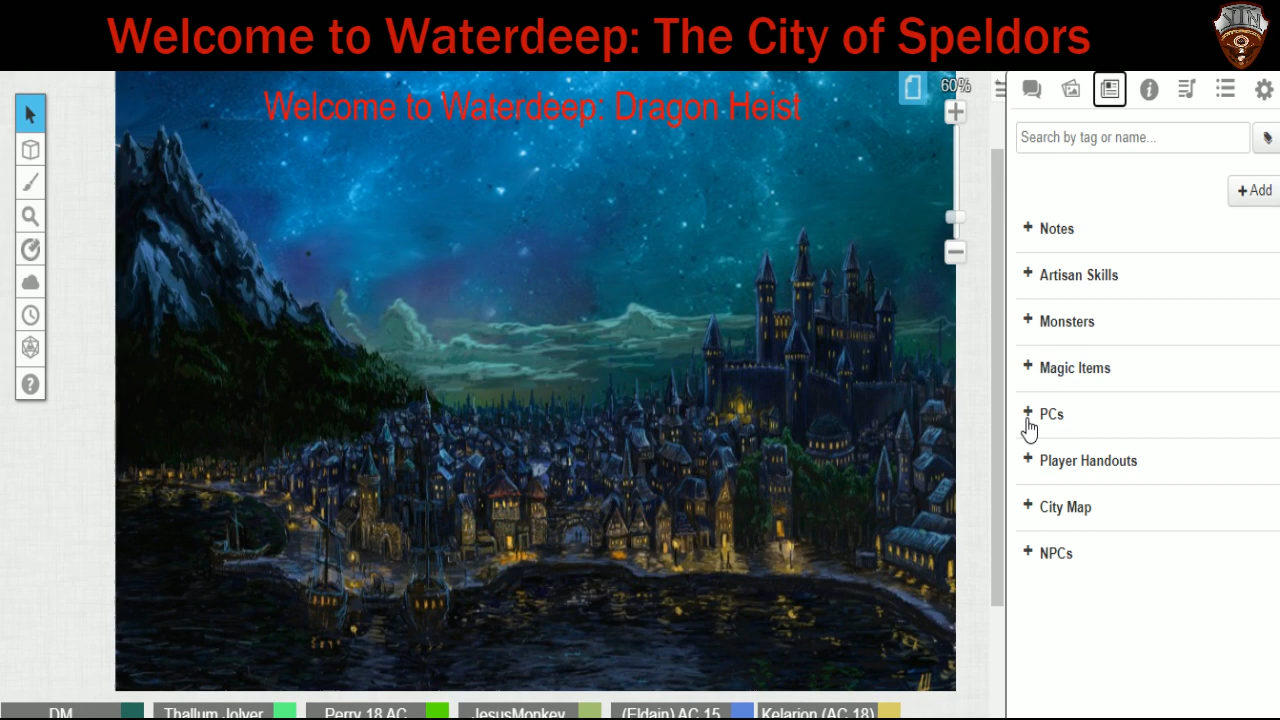 Welcome to Waterdeep: The City of Speldors
Welcome to Waterdeep: Dragon Heist
60%
Search by tag or name...
+ Add
Notes
Artisan Skills
Monsters
Magic Items
PCs
Player Handouts
City Map
NPCs
DM
Thallum Jolver
Perry 18 AC
JesusMonkey
(Eldain) AC 15
Kelarion (AC 18)